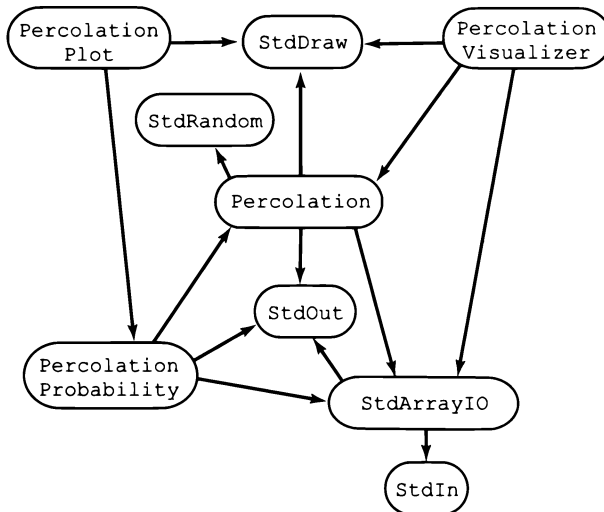 Percolation
Plot
StdDraw
Percolation
Visualizer
StdRandom
Percolation
StdOut
Percolation
Probability
StdArrayIO
StdIn